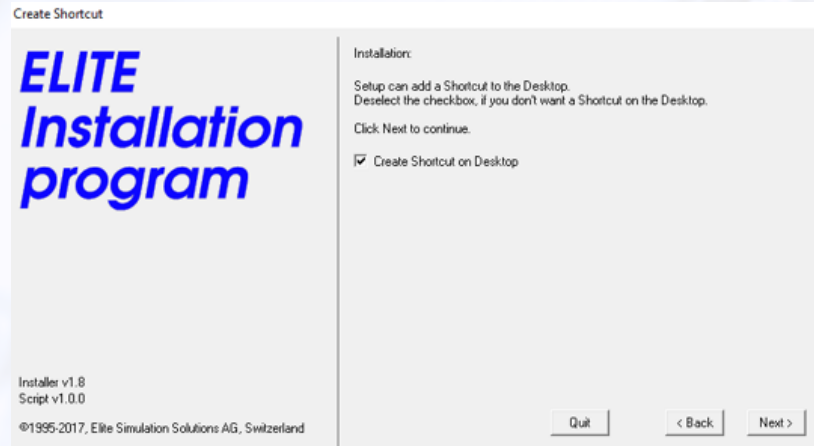 Create Shortcut
ELITE
Installation
program
Installer v1.8
Script v1.0.0
©1995-2017, Elite Simulation Solutions AG, Switzerland
Installation:
Setup can add a Shortcut to the Desktop.
Deselect the checkbox, if you don't want a Shortcut on the Desktop.
Click Next to continue.
Create Shortcut on Desktop
Quit
< Back
Next >